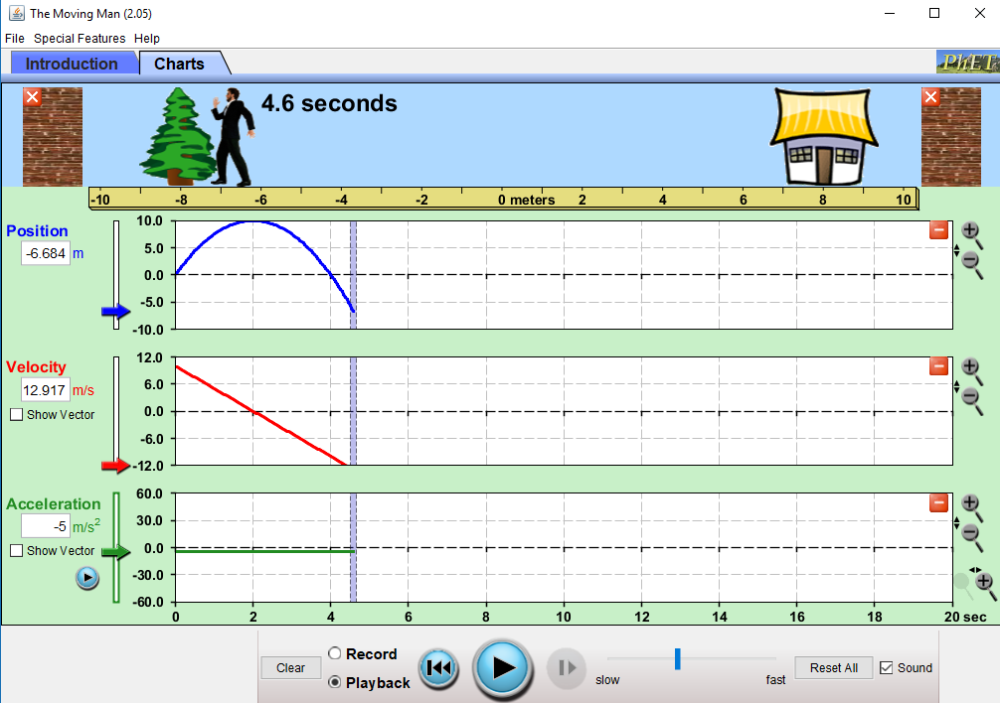 The Moving Man (2.05)
File Special Features Help
Introduction Charts PhET
4.6 seconds
-10 -8 -6 -4 -2 0 meters 2 4 6 8 10
Position
-6.684 m
10.0
5.0
0.0
-5.0
-10.0
Velocity
12.917 m/s
Show Vector
12.0
6.0
0.0
-6.0
-12.0
Acceleration
-5 m/s2
Show Vector
60.0
30.0
0.0
-30.0
-60.0
0 2 4 6 8 10 12 14 16 18 20 sec
Clear
Record
Playback
slow fast
Reset All
Sound